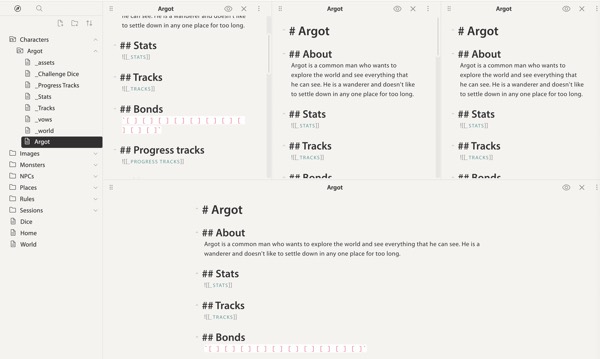 Characters
Argot
_assets
_Challenge Dice
_Progress Tracks
_Stats
_Tracks
_vows
_world
Argot
Images
Monsters
NPCs
Places
Rules
Sessions
Dice
Home
World
Argot
he can see. He is a wanderer and doesn't like
to settle down in any one place for too long.
## Stats
![[_STATS]]
## Tracks
![[_TRACKS]]
## Bonds
`[ ] [ ] [ ] [ ] [ ] [ ] [ ]
[ ] [ ] [ ]`
## Progress tracks
![[_PROGRESS TRACKS]]
Argot
# Argot
## About
Argot is a common man who wants to
explore the world and see everything that
he can see. He is a wanderer and doesn't like
to settle down in any one place for too long.
## Stats
![[_STATS]]
## Tracks
![[_TRACKS]]
## Bonds
Argot
# Argot
## About
Argot is a common man who wants to
explore the world and see everything that
he can see. He is a wanderer and doesn't like
to settle down in any one place for too long.
## Stats
![[_STATS]]
## Tracks
![[_TRACKS]]
## Bonds
Argot
# Argot
## About
Argot is a common man who wants to explore the world and see everything that he can see. He is a
wanderer and doesn't like to settle down in any one place for too long.
## Stats
![[_STATS]]
## Tracks
![[_TRACKS]]
## Bonds
`[ ] [ ] [ ] [ ] [ ] [ ] [ ] [ ] [ ] [ ]`